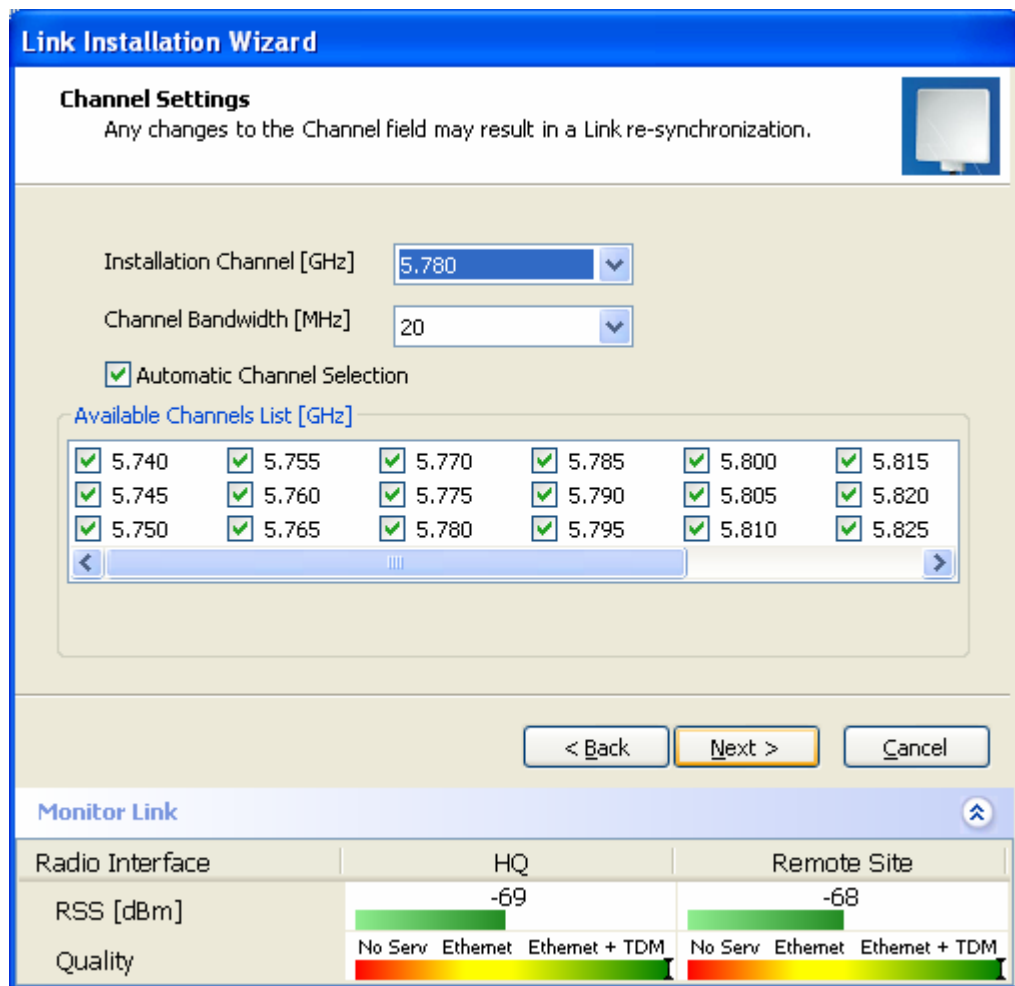 Link Installation Wizard
Channel Settings
Any changes to the Channel field may result in a Link re-synchronization.
Installation Channel [GHz] 5.780
Channel Bandwidth [MHz] 20
Automatic Channel Selection
Available Channels List [GHz]
5.740 5.755 5.770 5.785 5.800 5.815
5.745 5.760 5.775 5.790 5.805 5.820
5.750 5.765 5.780 5.795 5.810 5.825
< Back Next > Cancel
Monitor Link
Radio Interface HQ Remote Site
RSS [dBm] -69 -68
Quality No Serv Ethernet Ethernet + TDM No Serv Ethernet Ethernet + TDM